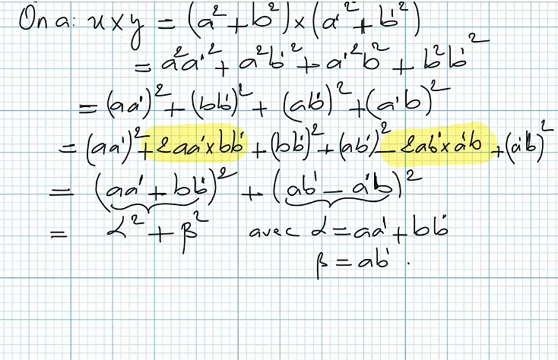 On a: x×y = (a²+b²)×(a'²+b'²)
= a²a'² + a²b'² + a'²b² + b²b'²
= (aa')² + (bb')² + (ab')² + (a'b)²
= (aa')² + 2aa'×bb' + (bb')² + (ab')² - 2ab'×a'b + (a'b)²
= (aa' + bb')² + (ab' - a'b)²
= α² + β² avec α = aa' + bb'
β = ab'